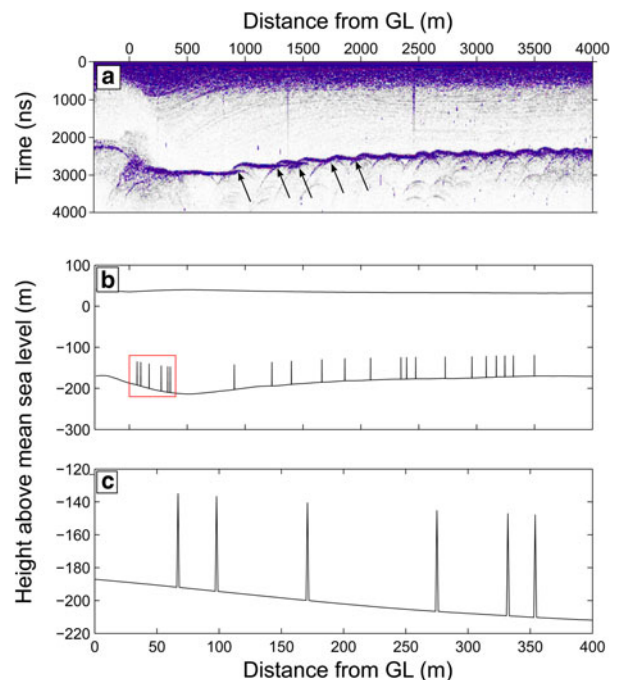 Distance from GL (m)
0 500 1000 1500 2000 2500 3000 3500 4000
a
0
1000
2000
3000
4000
Time (ns)
b
100
0
−100
−200
−300
Height above mean sea level (m)
c
−120
−140
−160
−180
−200
−220
0 50 100 150 200 250 300 350 400
Distance from GL (m)